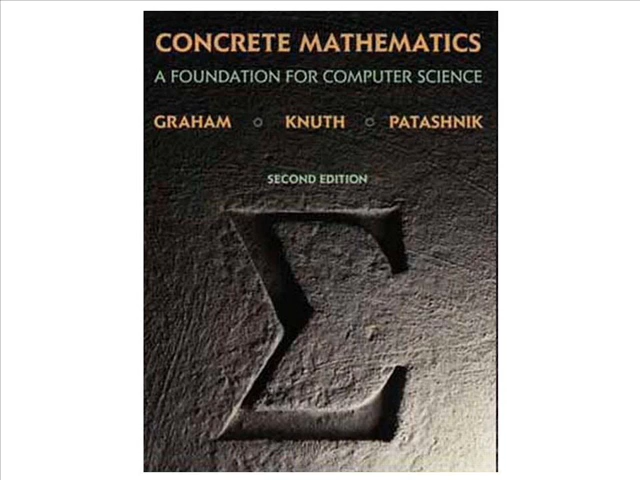 CONCRETE MATHEMATICS
A FOUNDATION FOR COMPUTER SCIENCE
GRAHAM ○ KNUTH ○ PATASHNIK
SECOND EDITION
Σ